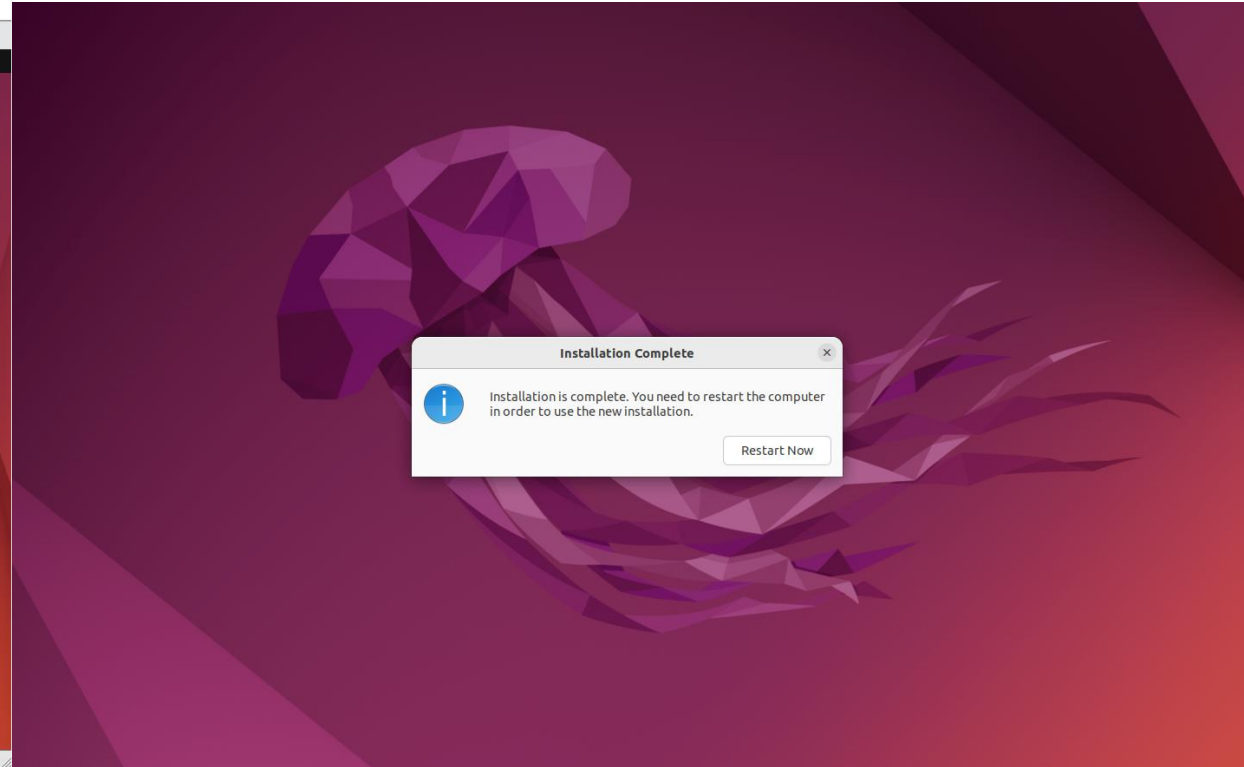 Installation Complete
Installation is complete. You need to restart the computer
in order to use the new installation.
Restart Now